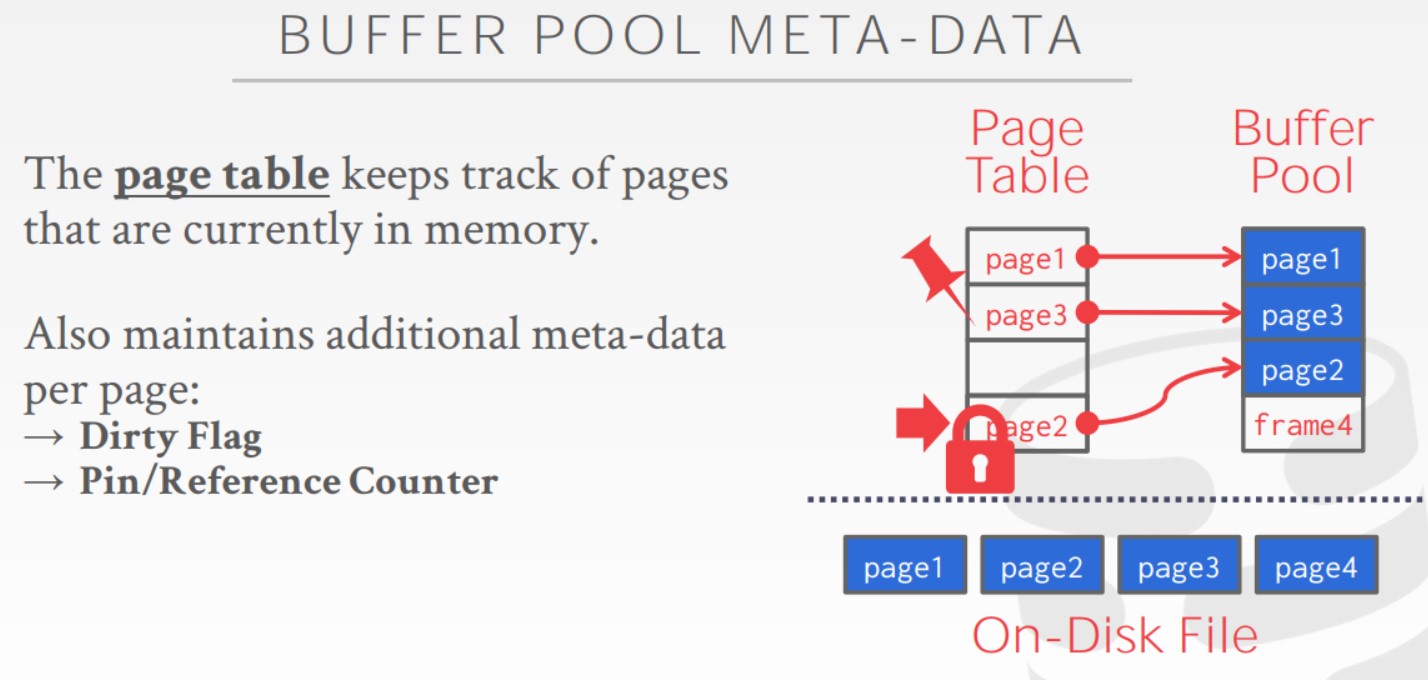 BUFFER POOL META-DATA
The page table keeps track of pages
that are currently in memory.
Also maintains additional meta-data
per page:
→ Dirty Flag
→ Pin/Reference Counter
Page
Table
page1
page3
page2
Buffer
Pool
page1
page3
page2
frame4
page1 page2 page3 page4
On-Disk File